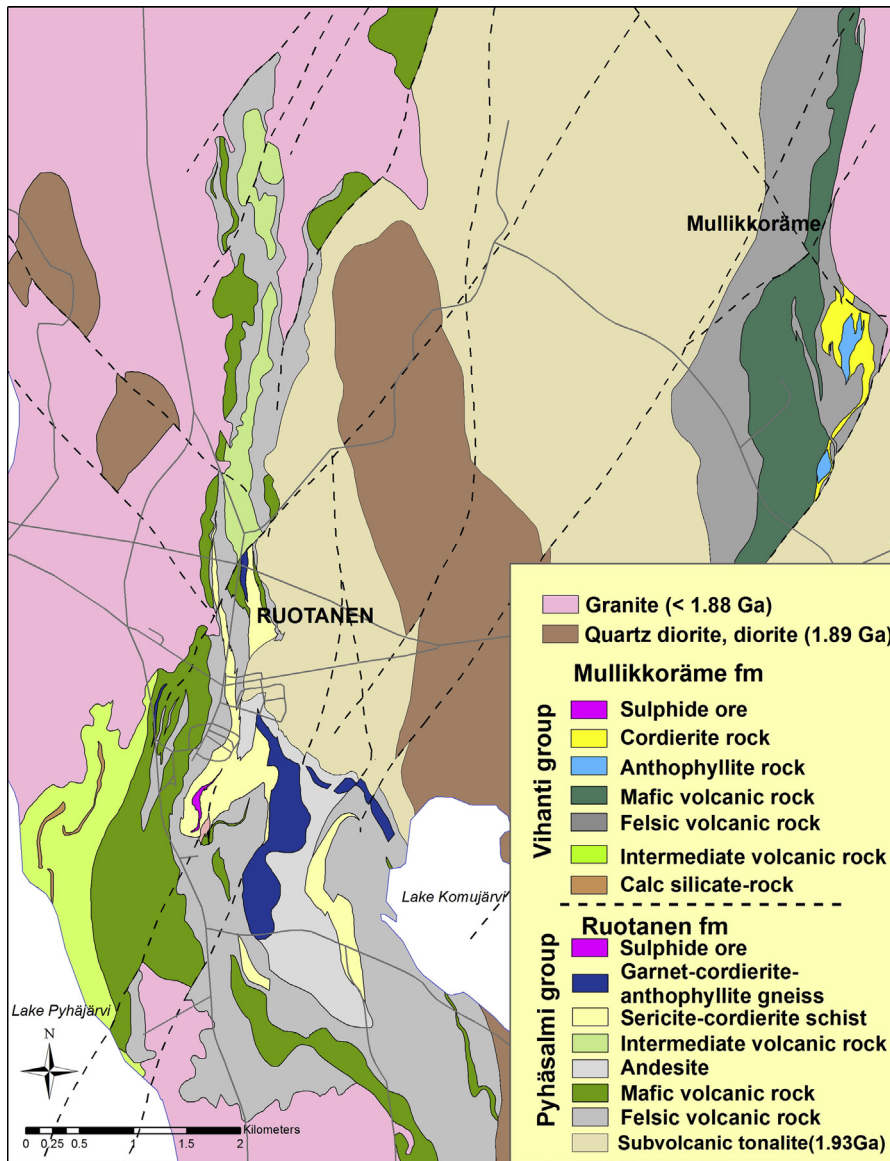 Mullikkoräme
RUOTANEN
Lake Komujärvi
Lake Pyhäjärvi
N
0 0.25 0.5 1 1.5 2
Kilometers
Granite (< 1.88 Ga)
Quartz diorite, diorite (1.89 Ga)
Mullikkoräme fm
Vihanti group
Sulphide ore
Cordierite rock
Anthophyllite rock
Mafic volcanic rock
Felsic volcanic rock
Intermediate volcanic rock
Calc silicate-rock
Ruotanen fm
Pyhäsalmi group
Sulphide ore
Garnet-cordierite-
anthophyllite gneiss
Sericite-cordierite schist
Intermediate volcanic rock
Andesite
Mafic volcanic rock
Felsic volcanic rock
Subvolcanic tonalite(1.93Ga)